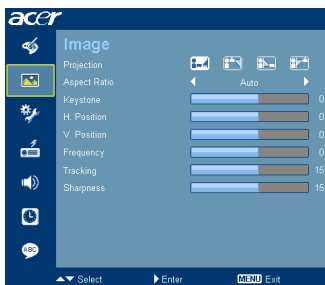 acer
Image
Projection
Aspect Ratio Auto
Keystone 0
H. Position 0
V. Position 0
Frequency 0
Tracking 15
Sharpness 15
ABC
Select Enter MENU Exit